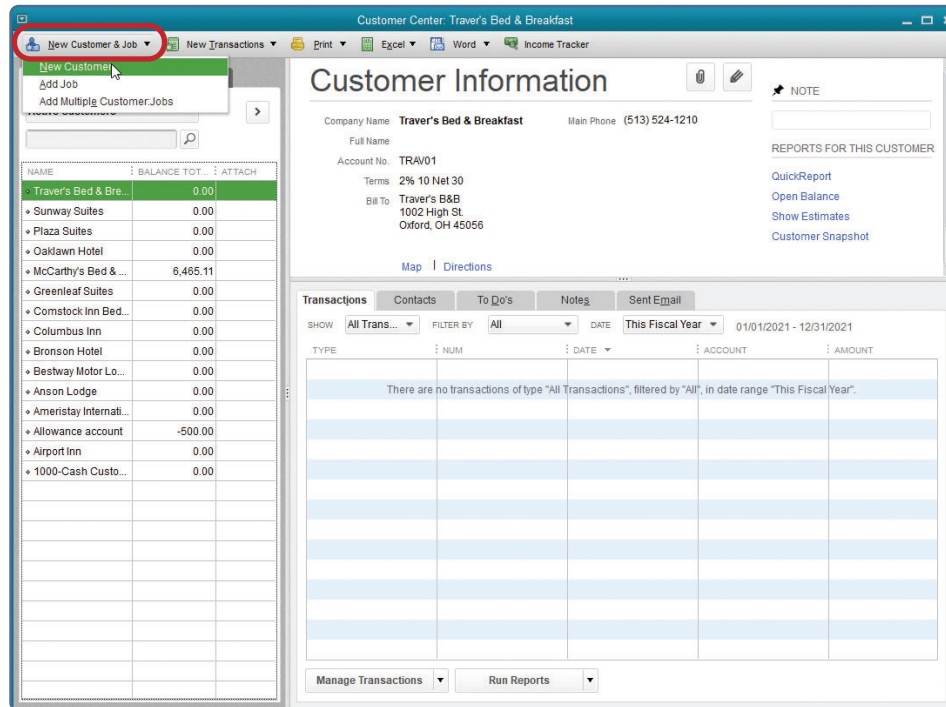 Customer Center: Traver's Bed & Breakfast
New Customer & Job New Transactions Print Excel Word Income Tracker
New Customer
Add Job
Add Multiple Customer:Jobs
Active Customers
NAME BALANCE TOT... ATTACH
Traver's Bed & Bre... 0.00
Sunway Suites 0.00
Plaza Suites 0.00
Oaklawn Hotel 0.00
McCarthy's Bed & ... 6,465.11
Greenleaf Suites 0.00
Comstock Inn Bed... 0.00
Columbus Inn 0.00
Bronson Hotel 0.00
Bestway Motor Lo... 0.00
Anson Lodge 0.00
Ameristay Internati... 0.00
Allowance account -500.00
Airport Inn 0.00
1000-Cash Custo... 0.00
Customer Information
Company Name Traver's Bed & Breakfast Main Phone (513) 524-1210
Full Name
Account No. TRAV01
Terms 2% 10 Net 30
Bill To Traver's B&B
1002 High St.
Oxford, OH 45056
Map | Directions
NOTE
REPORTS FOR THIS CUSTOMER
QuickReport
Open Balance
Show Estimates
Customer Snapshot
Transactions Contacts To Do's Notes Sent Email
SHOW All Trans... FILTER BY All DATE This Fiscal Year 01/01/2021 - 12/31/2021
TYPE NUM DATE ACCOUNT AMOUNT
There are no transactions of type "All Transactions", filtered by "All", in date range "This Fiscal Year".
Manage Transactions Run Reports